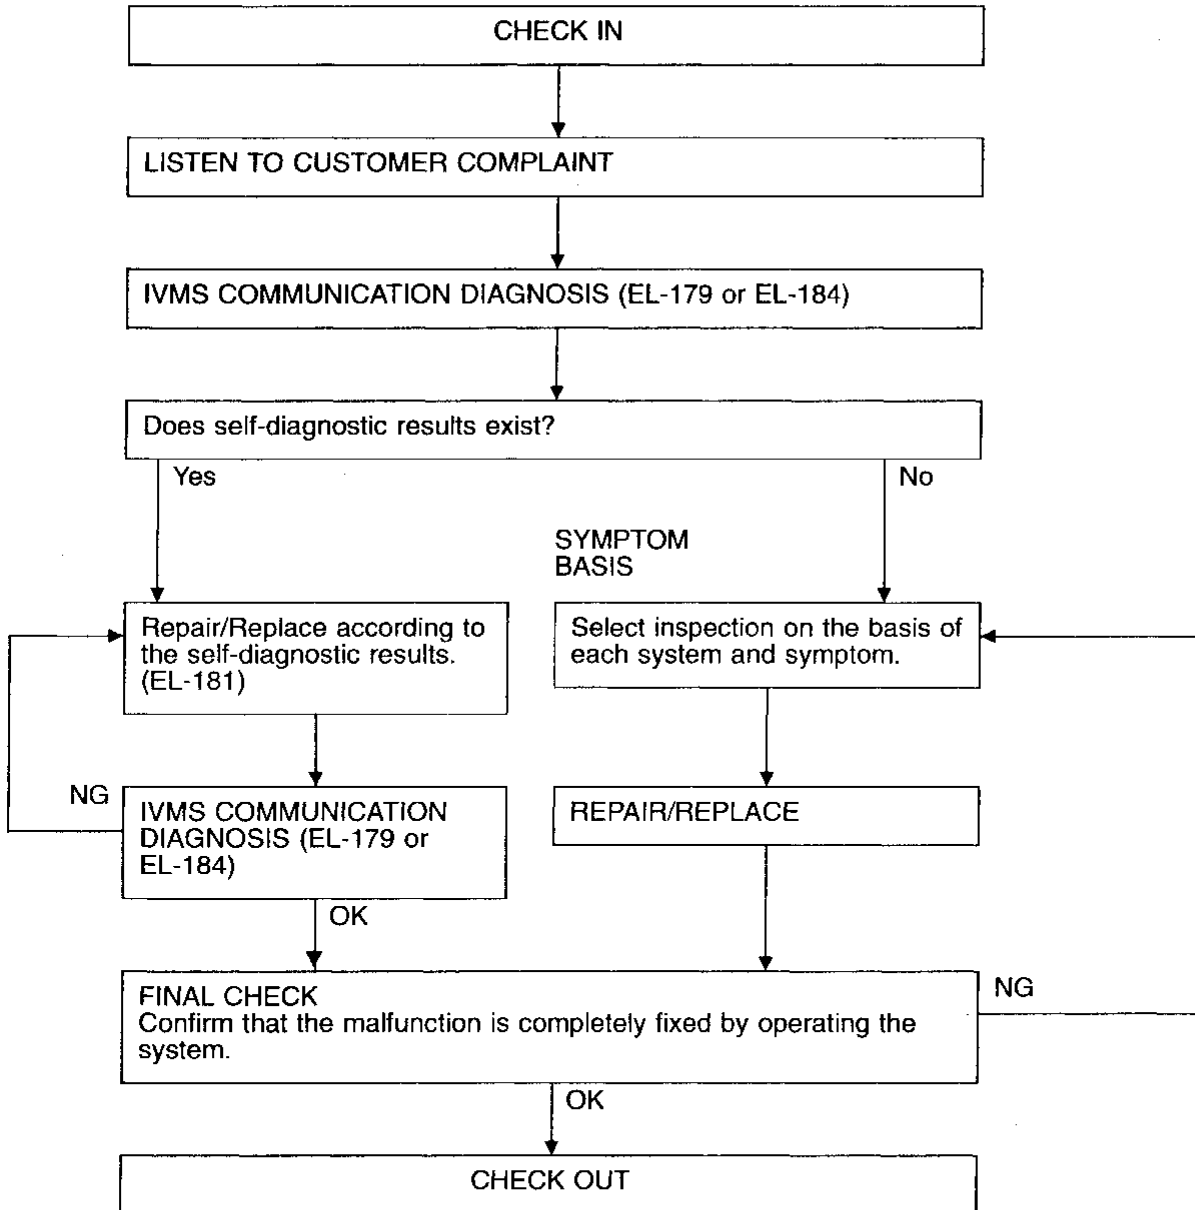 CHECK IN
LISTEN TO CUSTOMER COMPLAINT
IVMS COMMUNICATION DIAGNOSIS (EL-179 or EL-184)
Does self-diagnostic results exist?
Yes
No
SYMPTOM
BASIS
Repair/Replace according to
the self-diagnostic results.
(EL-181)
Select inspection on the basis of
each system and symptom.
NG
IVMS COMMUNICATION
DIAGNOSIS (EL-179 or
EL-184)
REPAIR/REPLACE
OK
FINAL CHECK
Confirm that the malfunction is completely fixed by operating the
system.
NG
OK
CHECK OUT